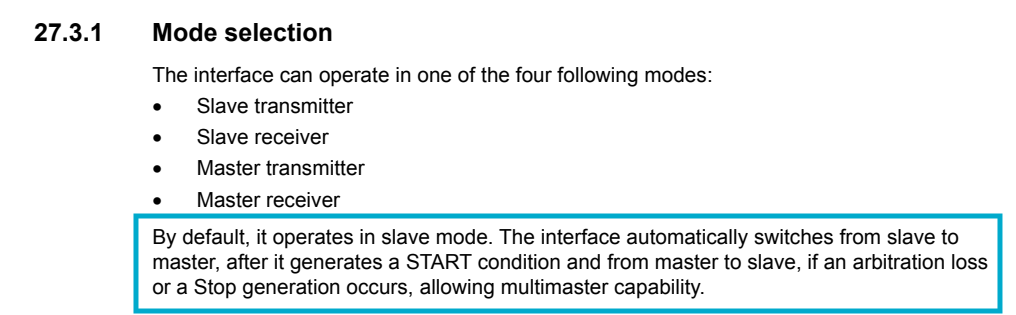 27.3.1 Mode selection
The interface can operate in one of the four following modes:
• Slave transmitter
• Slave receiver
• Master transmitter
• Master receiver
By default, it operates in slave mode. The interface automatically switches from slave to
master, after it generates a START condition and from master to slave, if an arbitration loss
or a Stop generation occurs, allowing multimaster capability.